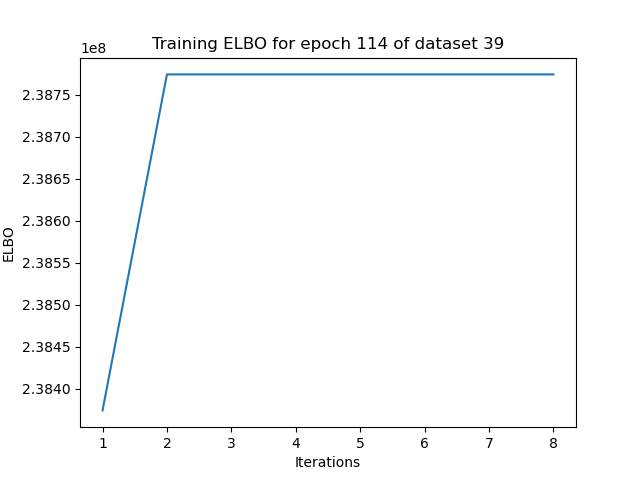 Training ELBO for epoch 114 of dataset 39
1e8
2.3875
2.3870
2.3865
2.3860
2.3855
2.3850
2.3845
2.3840
ELBO
1 2 3 4 5 6 7 8
Iterations